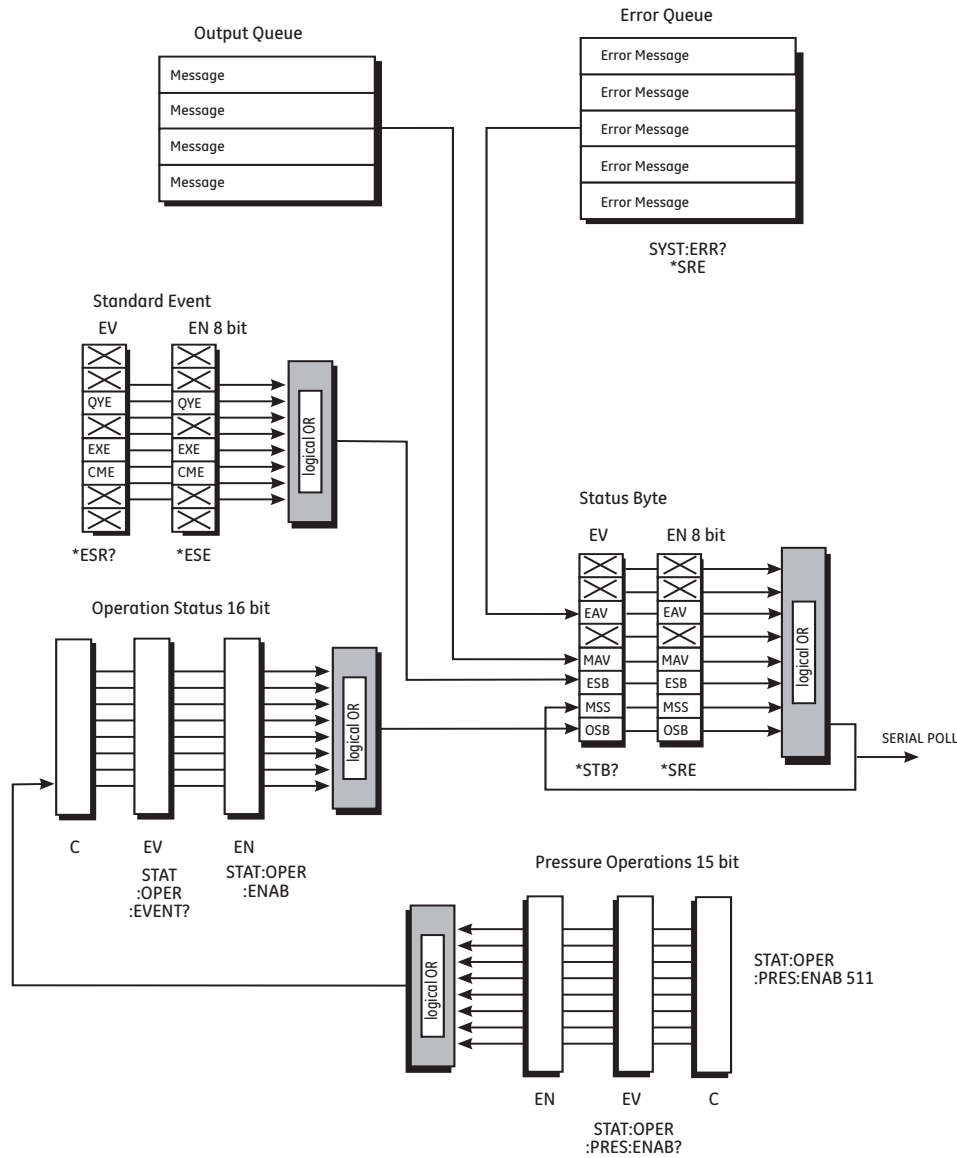 Output Queue
Message
Message
Message
Message
Error Queue
Error Message
Error Message
Error Message
Error Message
Error Message
SYST:ERR?
*SRE
Standard Event
EV
EN 8 bit
QYE
EXE
CME
QYE
EXE
CME
logical OR
*ESR?
*ESE
Operation Status 16 bit
logical OR
C
EV
EN
STAT
:OPER
:EVENT?
STAT:OPER
:ENAB
Status Byte
EV
EN 8 bit
EAV
MAV
ESB
MSS
OSB
EAV
MAV
ESB
MSS
OSB
logical OR
*STB?
*SRE
SERIAL POLL
Pressure Operations 15 bit
logical OR
STAT:OPER
:PRES:ENAB 511
EN
EV
C
STAT:OPER
:PRES:ENAB?